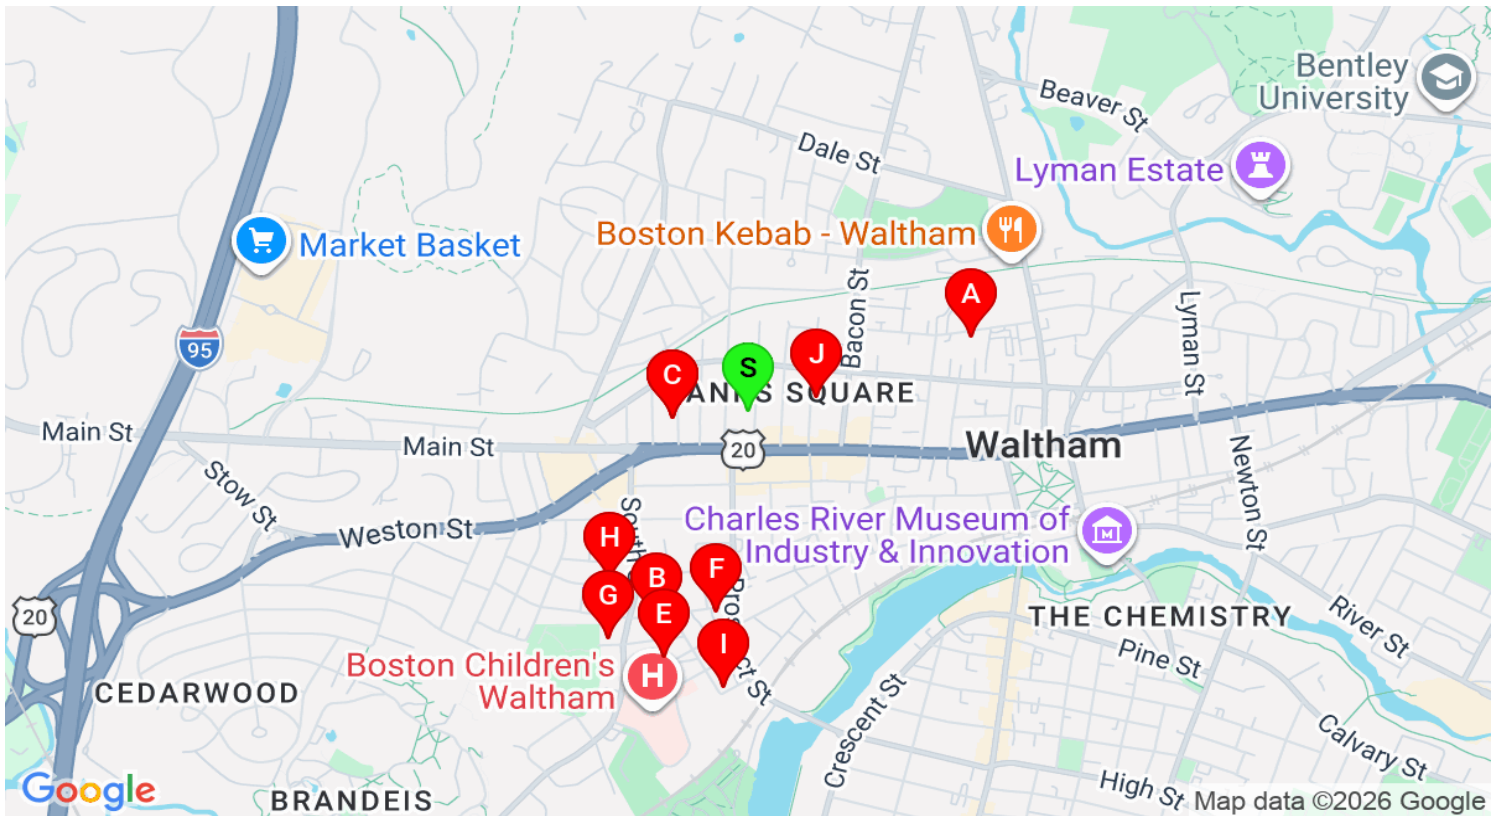 Bentley
University
Beaver St
Dale St
Lyman Estate
Boston Kebab - Waltham
Market Basket
A
Bacon St
Lyman St
95
J
S
C
SQUARE
Main St
Main St
20
Waltham
Stow St
Newton St
Weston St
Charles River Museum of
Industry & Innovation
H
F
B
G
E
I
20
THE CHEMISTRY
River St
Pine St
Boston Children's
Waltham
H
CEDARWOOD
Crescent St
Calvary St
High St
Google
BRANDEIS
Map data ©2026 Google